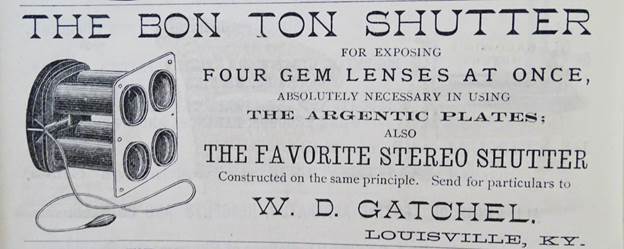 THE BON TON SHUTTER
FOR EXPOSING
FOUR GEM LENSES AT ONCE,
ABSOLUTELY NECESSARY IN USING
THE ARGENTIC PLATES;
ALSO
THE FAVORITE STEREO SHUTTER
Constructed on the same principle. Send for particulars to
W. D. GATCHEL.
LOUISVILLE, KY.